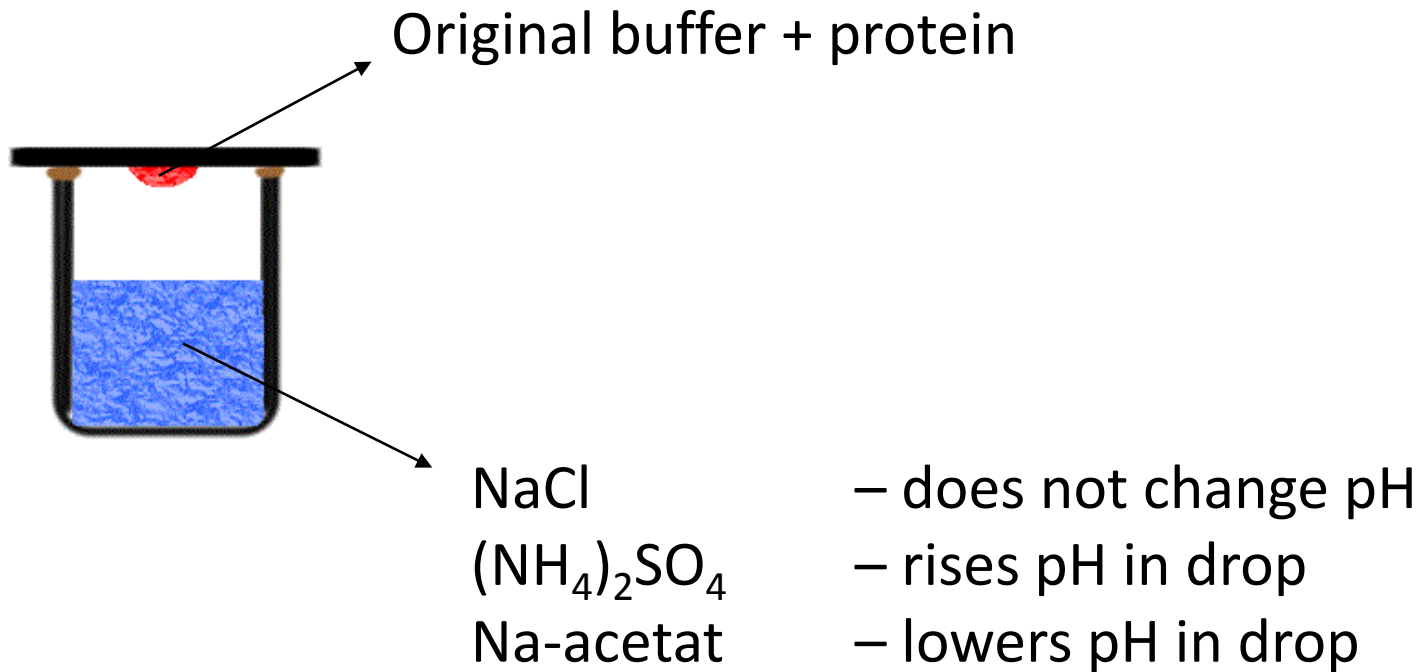 Original buffer + protein
NaCl – does not change pH
(NH₄)₂SO₄ – rises pH in drop
Na-acetat – lowers pH in drop